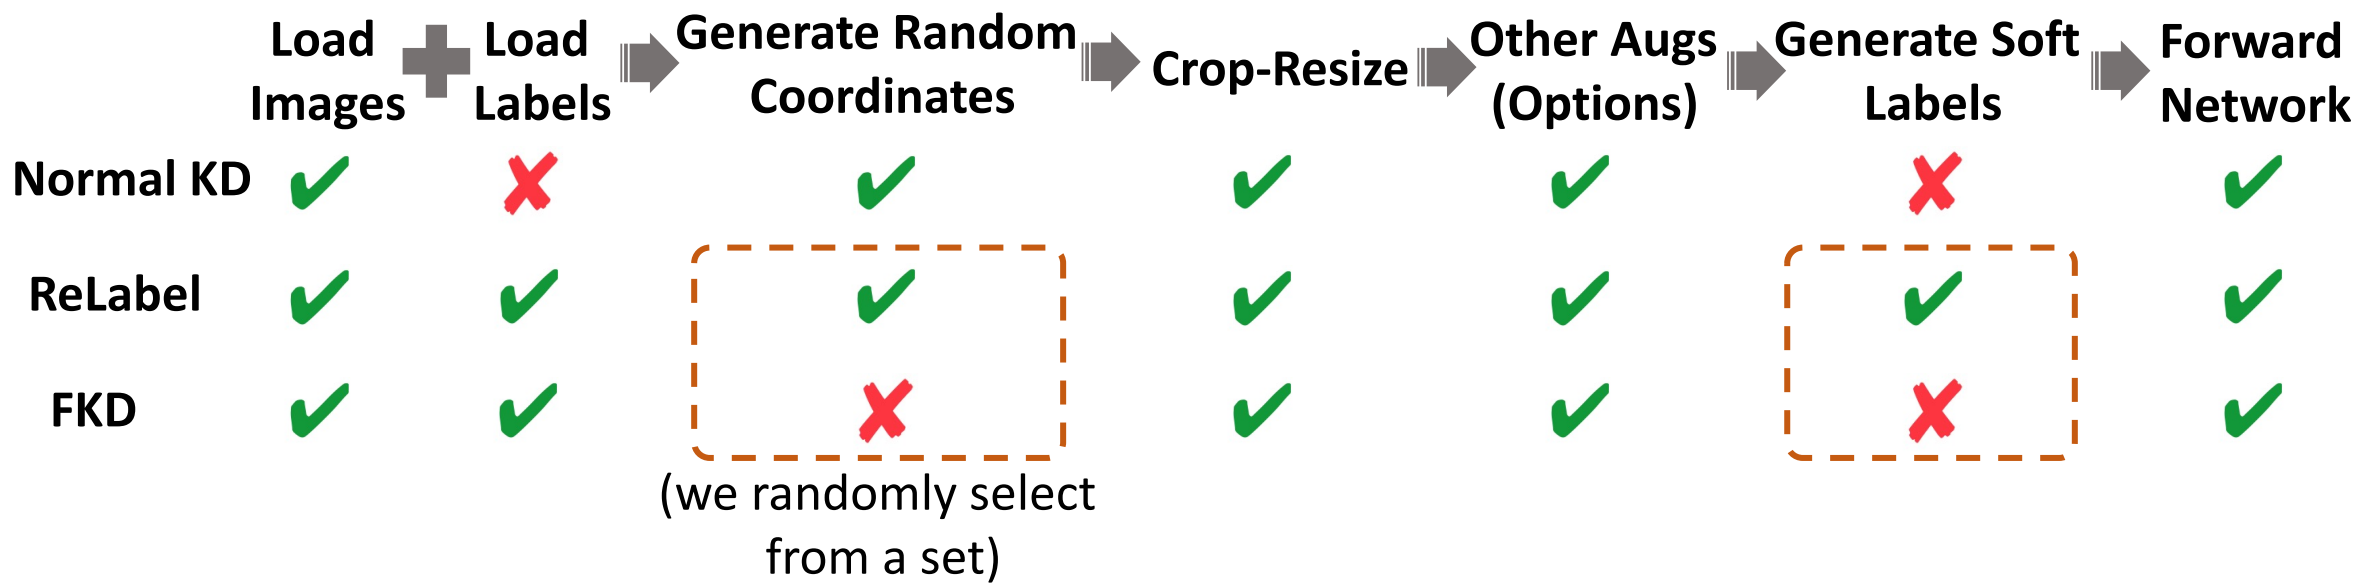 Load Images
Load Labels
Generate Random Coordinates
Crop-Resize
Other Augs (Options)
Generate Soft Labels
Forward Network
Normal KD
ReLabel
FKD
(we randomly select
from a set)